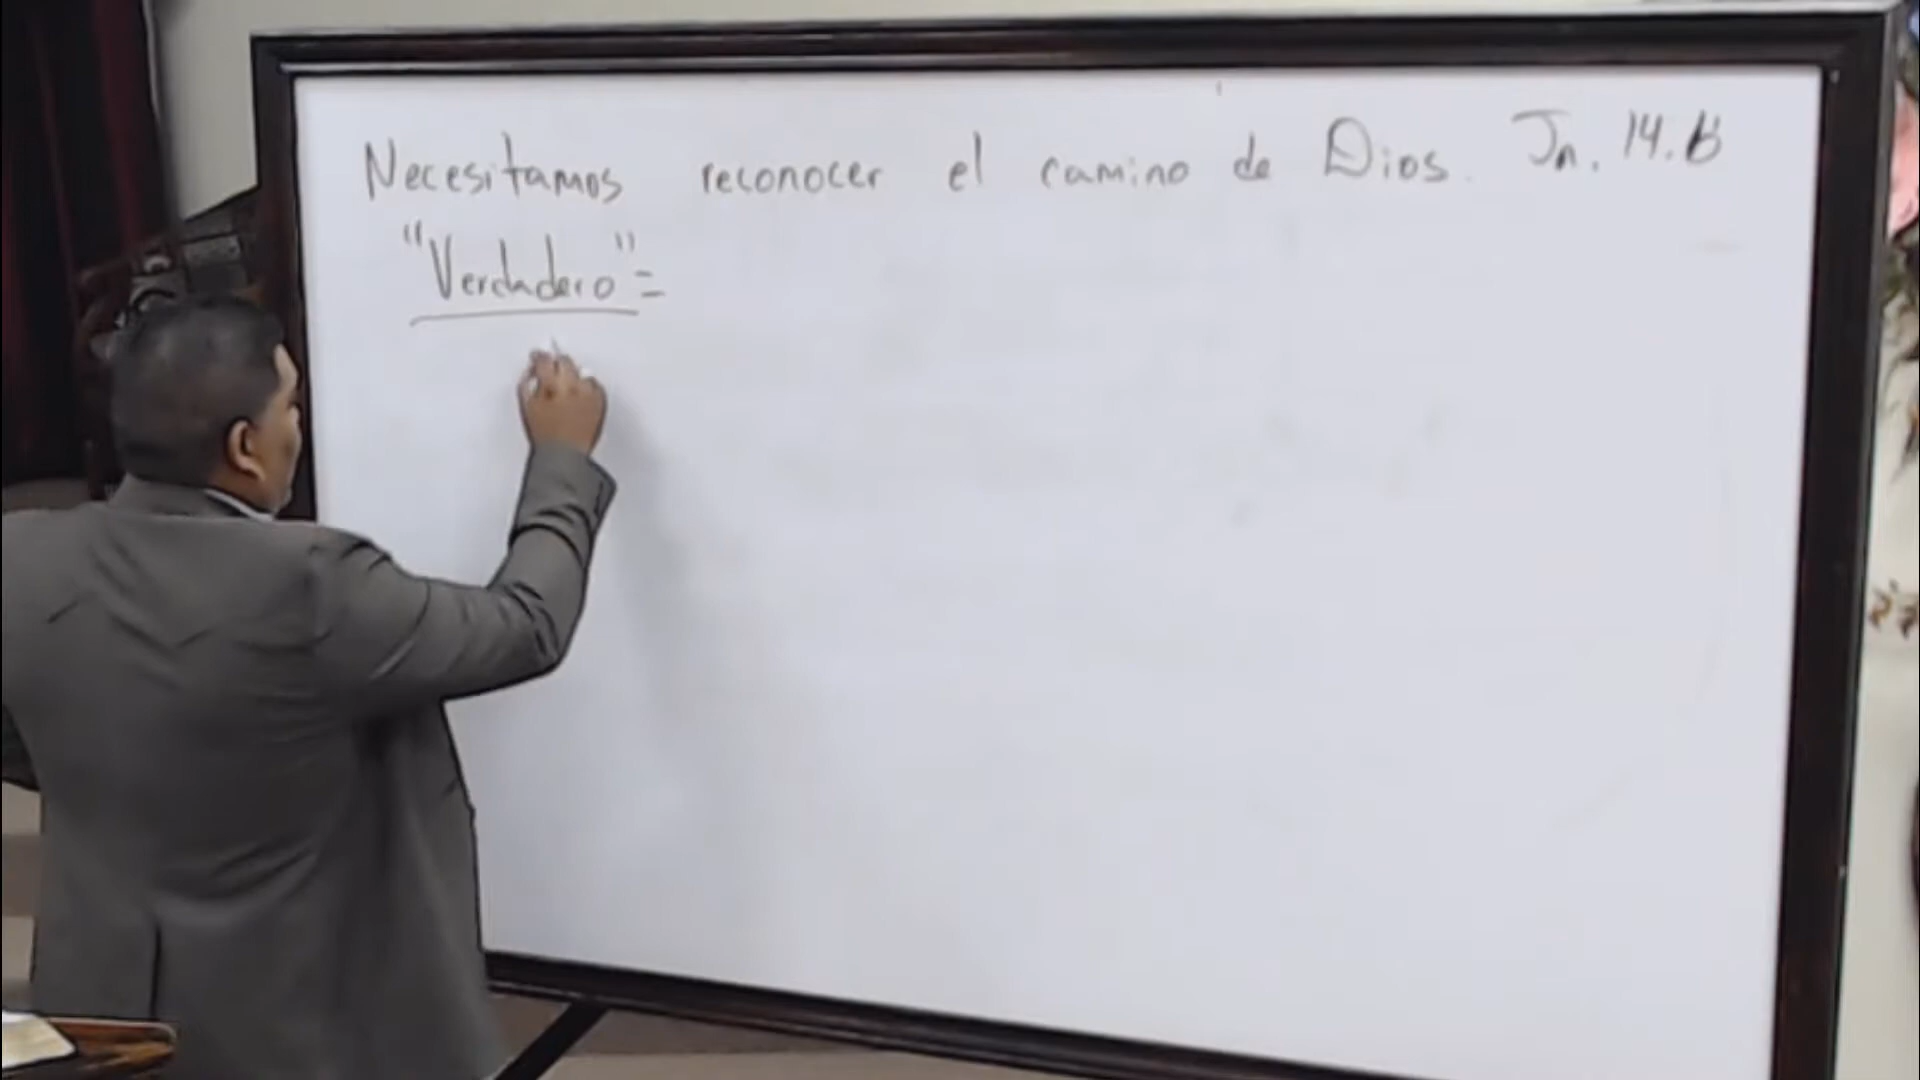 Necesitamos reconocer el camino de Dios. Jn. 14.6
"Verdadero"=